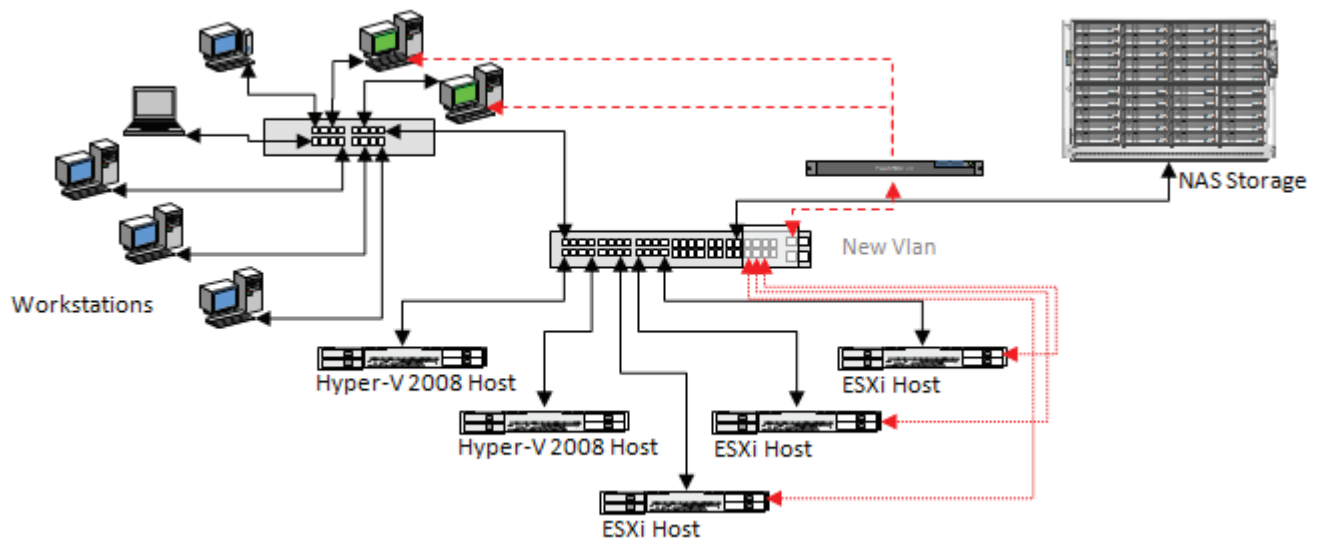 NAS Storage
New Vlan
Workstations
Hyper-V 2008 Host
ESXi Host
Hyper-V 2008 Host
ESXi Host
ESXi Host